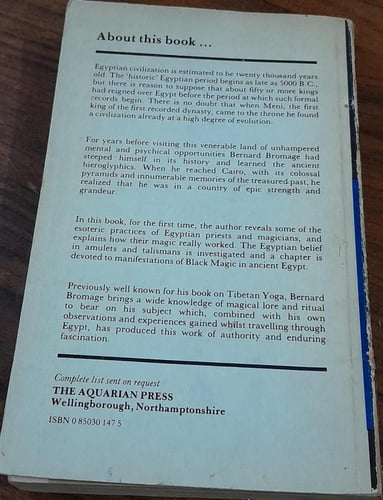 About this book ...
Egyptian civilization is estimated to be twenty thousand years
old. The 'historic' Egyptian period begins as late as 5000 B.C.,
but there is reason to suppose that about fifty or more kings
had reigned over Egypt before the period at which such formal
records begin. There is no doubt that when Meni, the first
king of the first recorded dynasty, came to the throne he found
a civilization already at a high degree of evolution.
For years before visiting this venerable land of unhampered
mental and psychical opportunities Bernard Bromage had
steeped himself in its history and learned the ancient
hieroglyphics. When he reached Cairo, with its colossal
pyramids and innumerable memories of the treasured past, he
realized that he was in a country of epic strength and
grandeur.
In this book, for the first time, the author reveals some of the
esoteric practices of Egyptian priests and magicians, and
explains how their magic really worked. The Egyptian belief
in amulets and talismans is investigated and a chapter is
devoted to manifestations of Black Magic in ancient Egypt.
Previously well known for his book on Tibetan Yoga, Bernard
Bromage brings a wide knowledge of magical lore and ritual
to bear on his subject which, combined with his own
observations and experiences gained whilst travelling through
Egypt, has produced this work of authority and enduring
fascination.
Complete list sent on request
THE AQUARIAN PRESS
Wellingborough, Northamptonshire
ISBN 0 85030 147 5